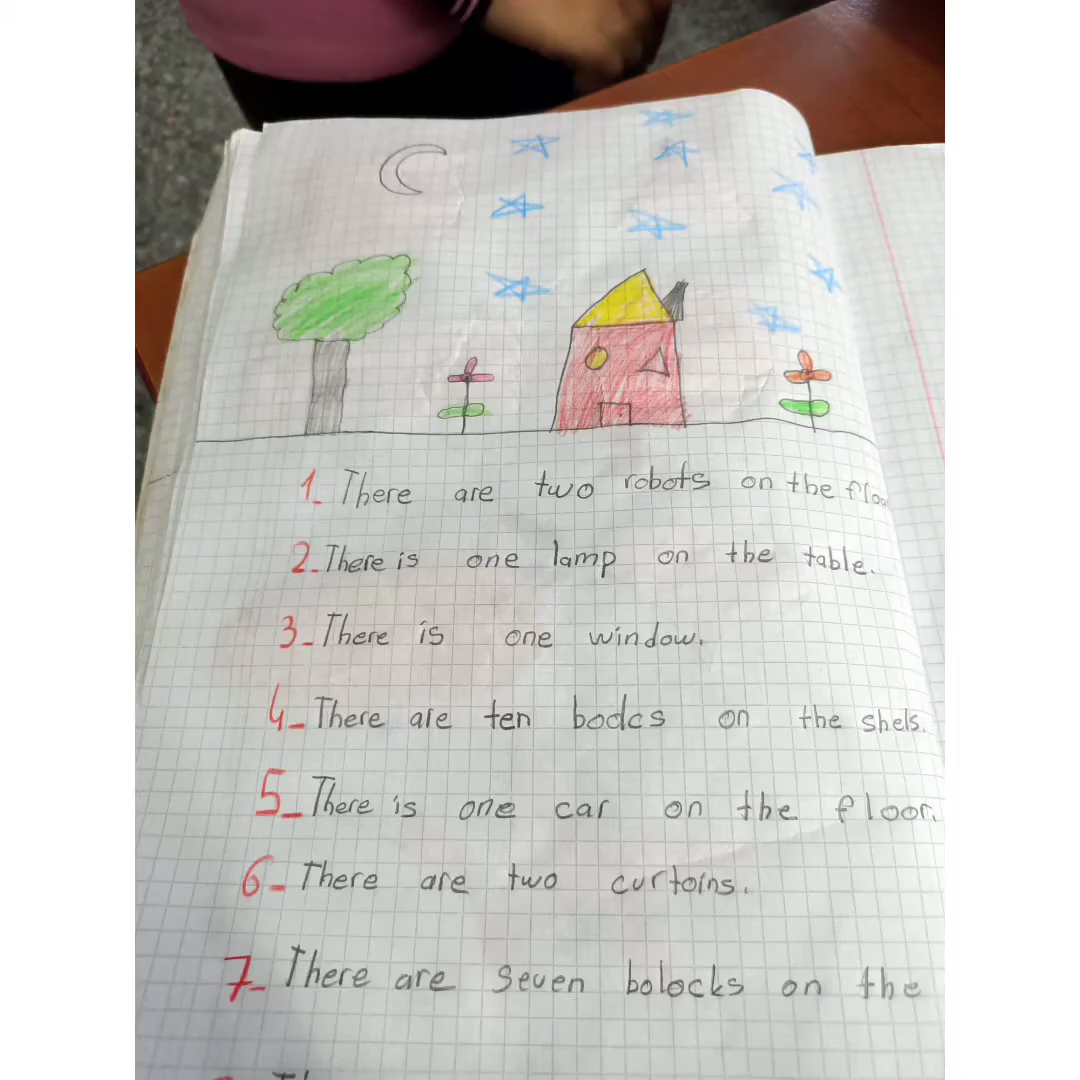 1_ There are two robots on the floo
2_ There is one lamp on the table.
3_ There is one window.
4_ There are ten bodcs on the shels.
5_ There is one car on the floor.
6_ There are two curtoins.
7_ There are seven bolocks on the